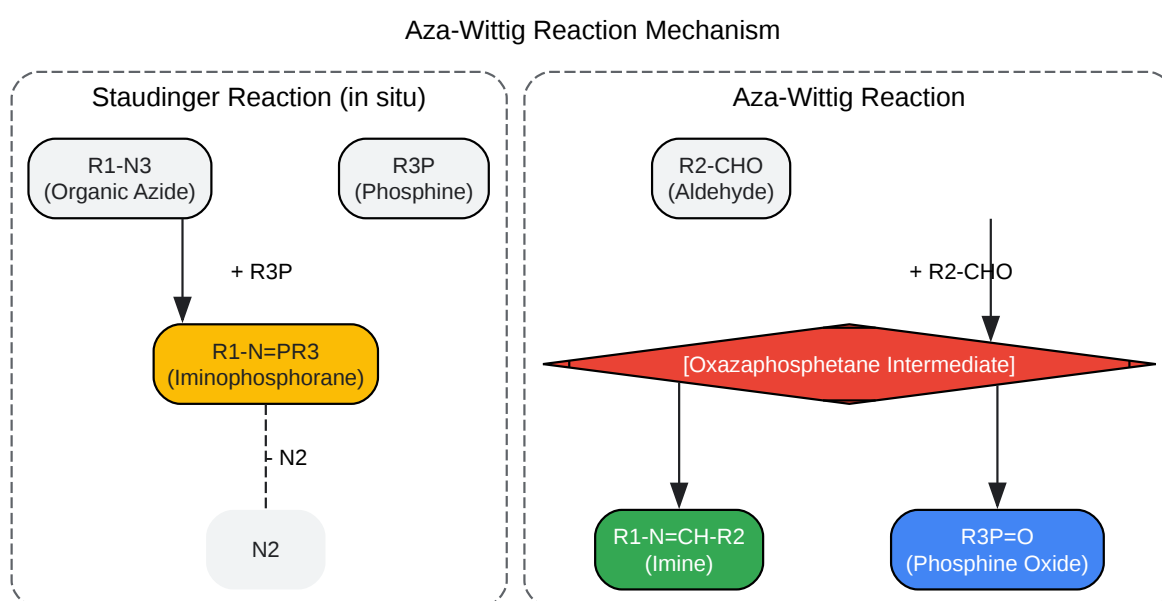 Aza-Wittig Reaction Mechanism
Staudinger Reaction (in situ)
R1-N3
(Organic Azide)
R3P
(Phosphine)
+ R3P
R1-N=PR3
(Iminophosphorane)
- N2
N2
Aza-Wittig Reaction
R2-CHO
(Aldehyde)
+ R2-CHO
[Oxazaphosphetane Intermediate]
R1-N=CH-R2
(Imine)
R3P=O
(Phosphine Oxide)